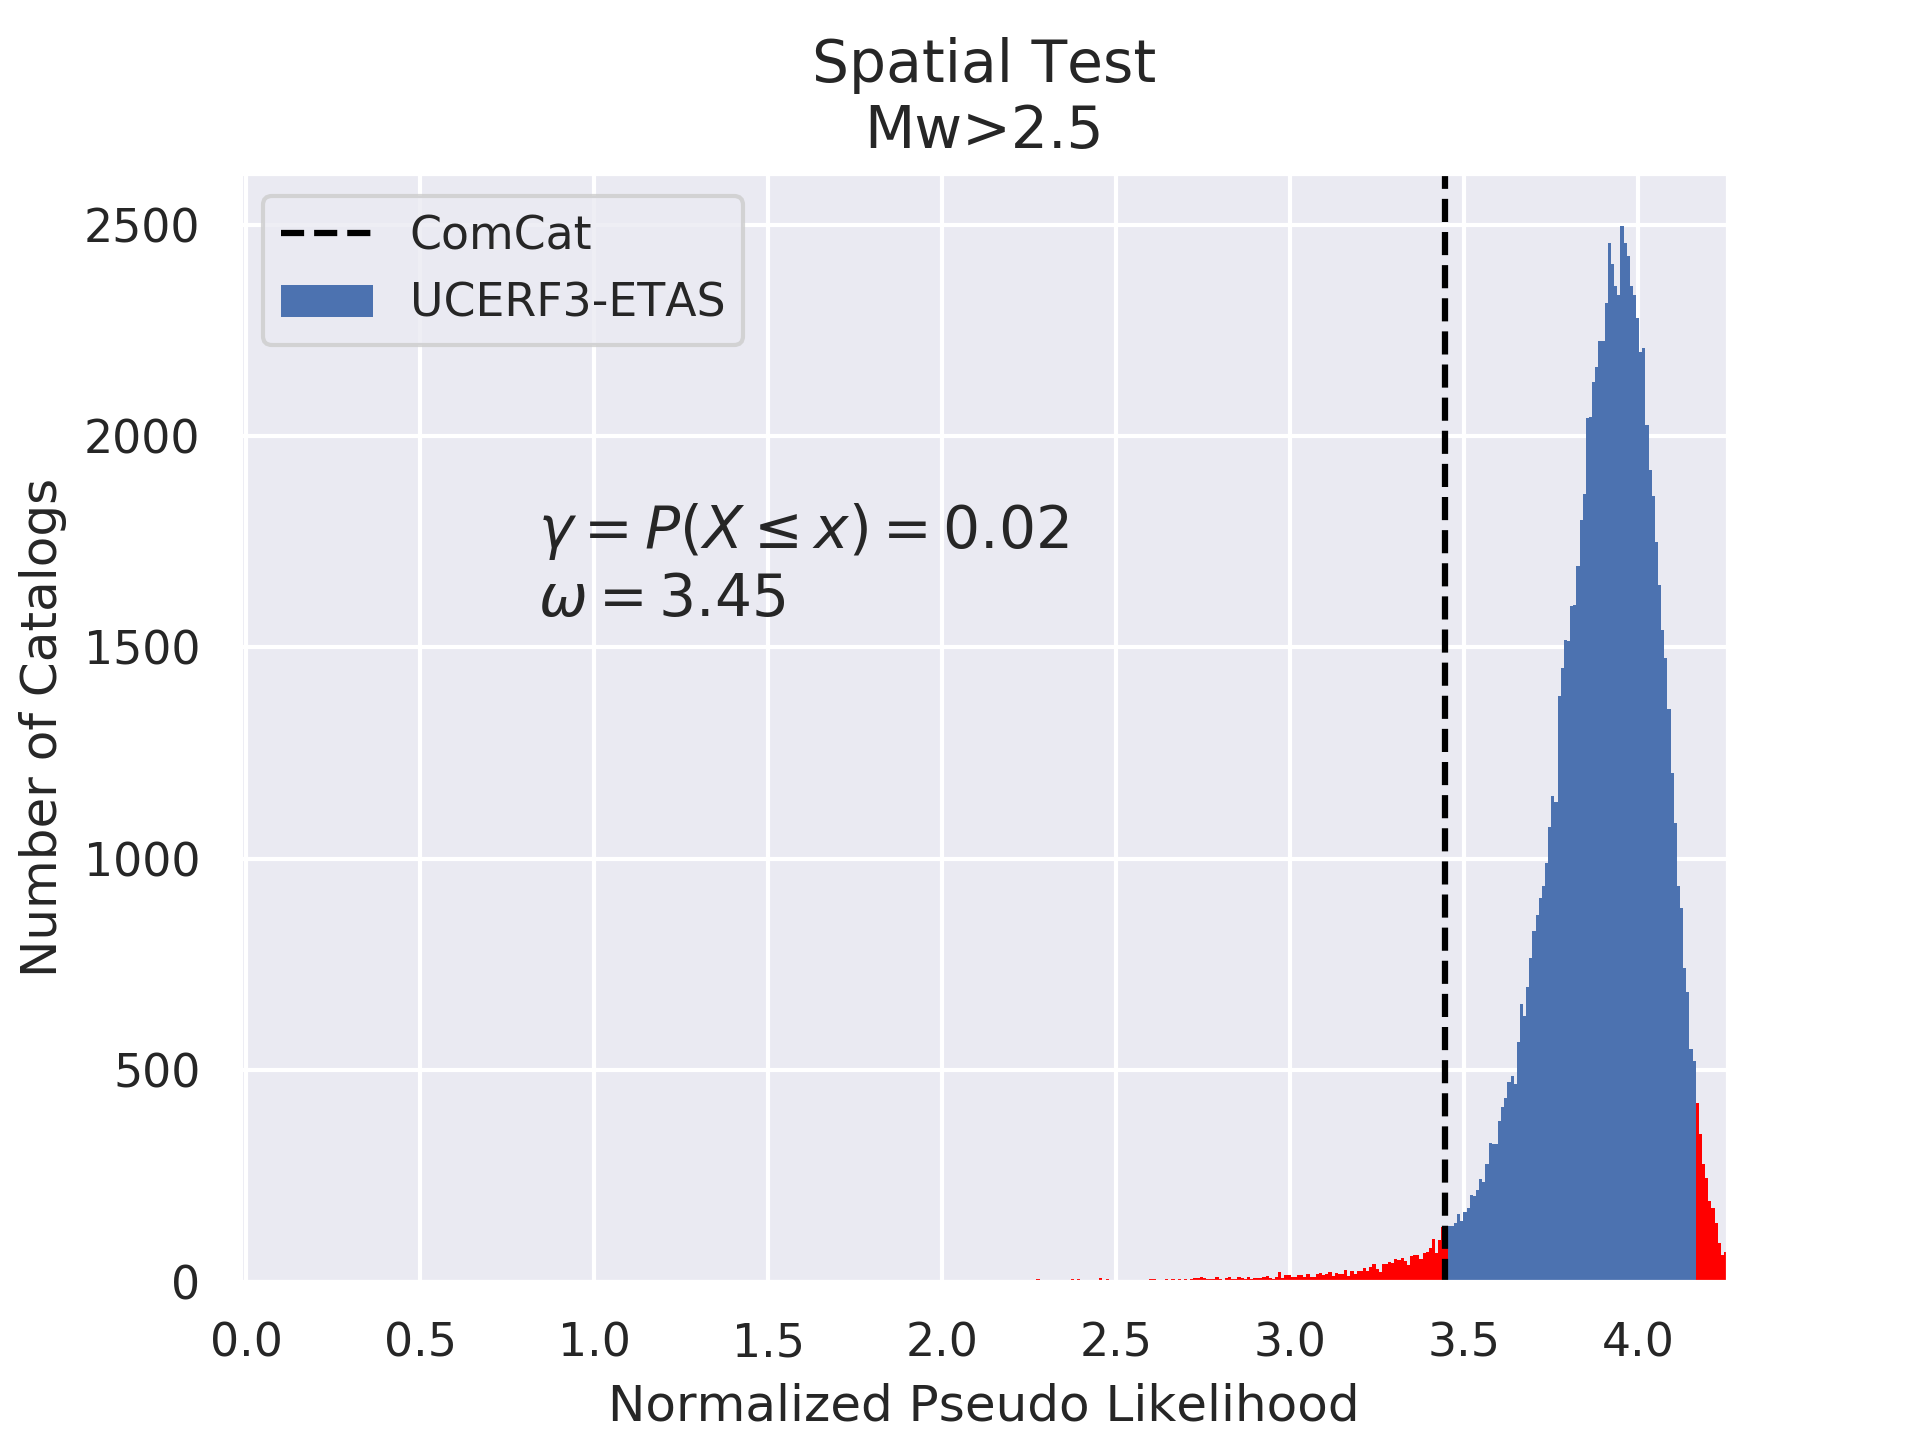 Spatial Test
Mw>2.5
ComCat
UCERF3-ETAS
2500
2000
1500
1000
500
0
γ = P(X ≤ x) = 0.02
ω = 3.45
Number of Catalogs
0.0 0.5 1.0 1.5 2.0 2.5 3.0 3.5 4.0
Normalized Pseudo Likelihood